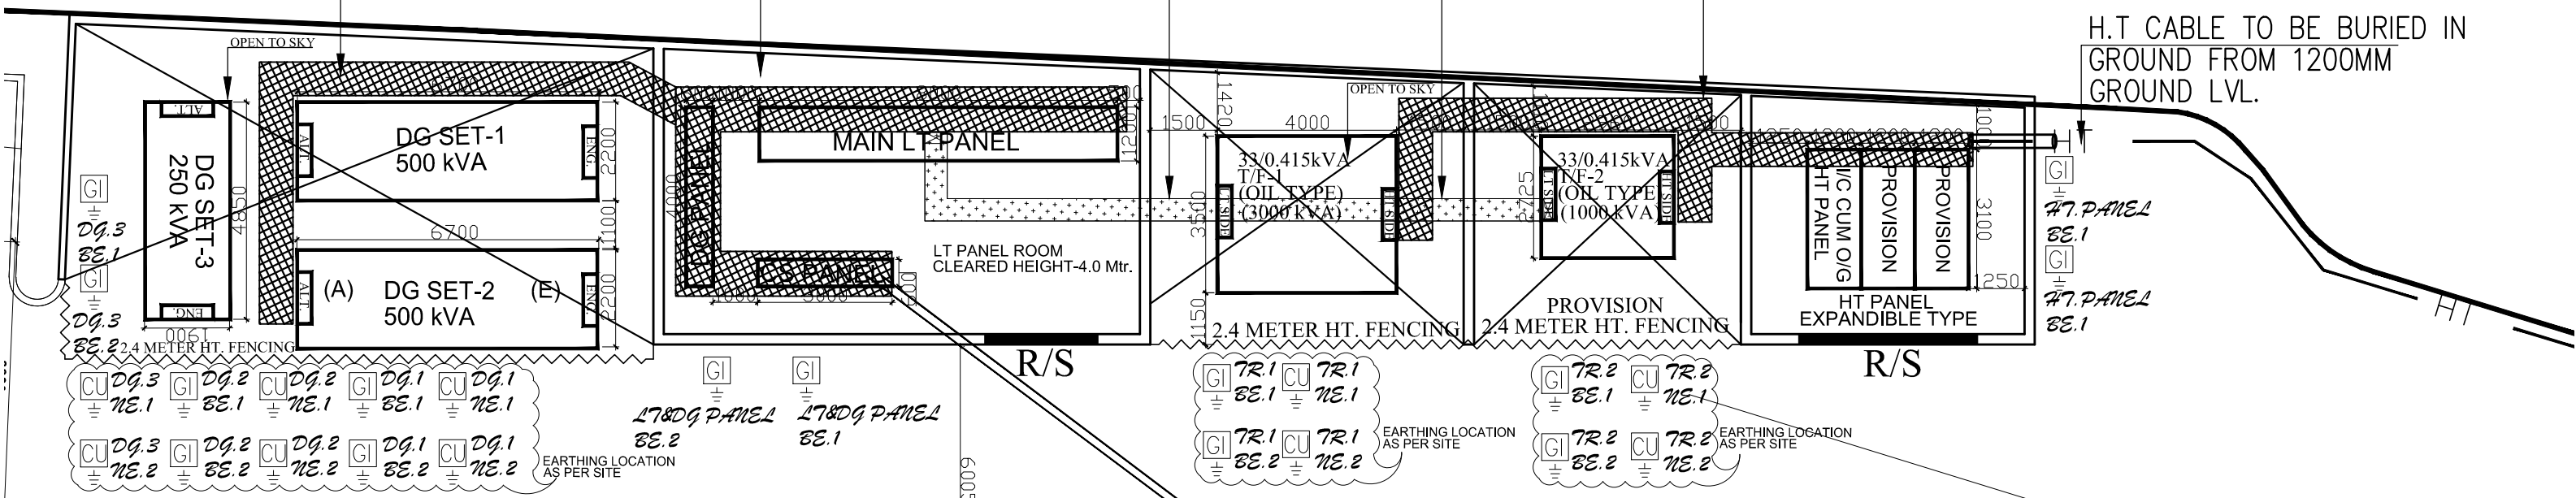 H.T CABLE TO BE BURIED IN
GROUND FROM 1200MM
GROUND LVL.
OPEN TO SKY
ALT.
DG SET-3
250 kVA
ENG.
4850
1900
GI
DG.3
BE.1
GI
DG.3
BE.2
2.4 METER HT. FENCING
ALT.
DG SET-1
500 kVA
ENG.
2200
1100
6700
ALT.
(A)
DG SET-2
500 kVA
(E)
ENG.
2200
4000
MAIN LT PANEL
1200
LT PANEL ROOM
CLEARED HEIGHT-4.0 Mtr.
R/S
1420
1500
4000
OPEN TO SKY
33/0.415kVA
T/F-1
(OIL TYPE)
(3000 kVA)
LT SIDE
3500
1150
2.4 METER HT. FENCING
33/0.415kVA
T/F-2
(OIL TYPE)
(1000 kVA)
LT SIDE
2725
PROVISION
2.4 METER HT. FENCING
1000
I/C CUM O/G
HT PANEL
PROVISION
PROVISION
3100
1250
HT PANEL
EXPANDIBLE TYPE
R/S
GI
HT.PANEL
BE.1
GI
HT.PANEL
BE.1
CU DG.3 NE.1
GI DG.2 BE.1
CU DG.2 NE.1
GI DG.1 BE.1
CU DG.1 NE.1
CU DG.3 NE.2
GI DG.2 BE.2
CU DG.2 NE.2
GI DG.1 BE.2
CU DG.1 NE.2
EARTHING LOCATION
AS PER SITE
GI
LT&DG PANEL
BE.2
GI
LT&DG PANEL
BE.1
GI TR.1 BE.1
CU TR.1 NE.1
GI TR.1 BE.2
CU TR.1 NE.2
EARTHING LOCATION
AS PER SITE
GI TR.2 BE.1
CU TR.2 NE.1
GI TR.2 BE.2
CU TR.2 NE.2
EARTHING LOCATION
AS PER SITE
HT